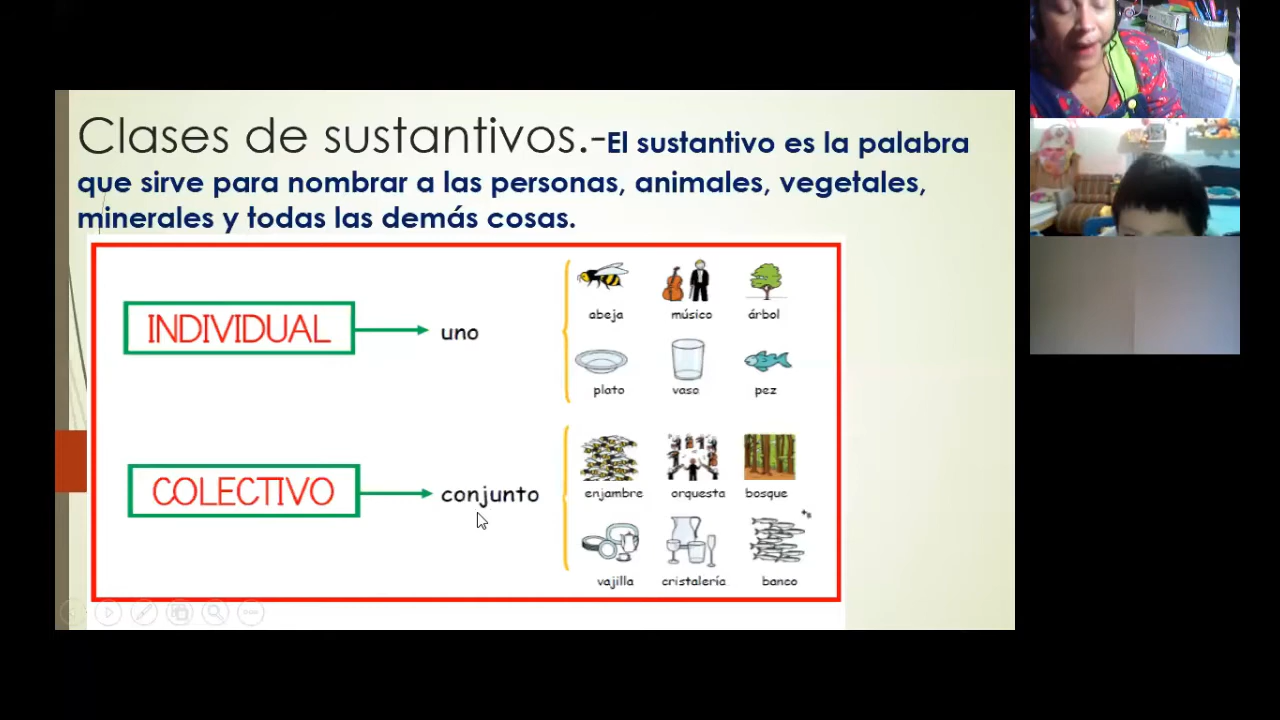 Clases de sustantivos.-El sustantivo es la palabra
que sirve para nombrar a las personas, animales, vegetales,
minerales y todas las demás cosas.
INDIVIDUAL
uno
abeja
músico
árbol
plato
vaso
pez
COLECTIVO
conjunto
enjambre
orquesta
bosque
vajilla
cristalería
banco